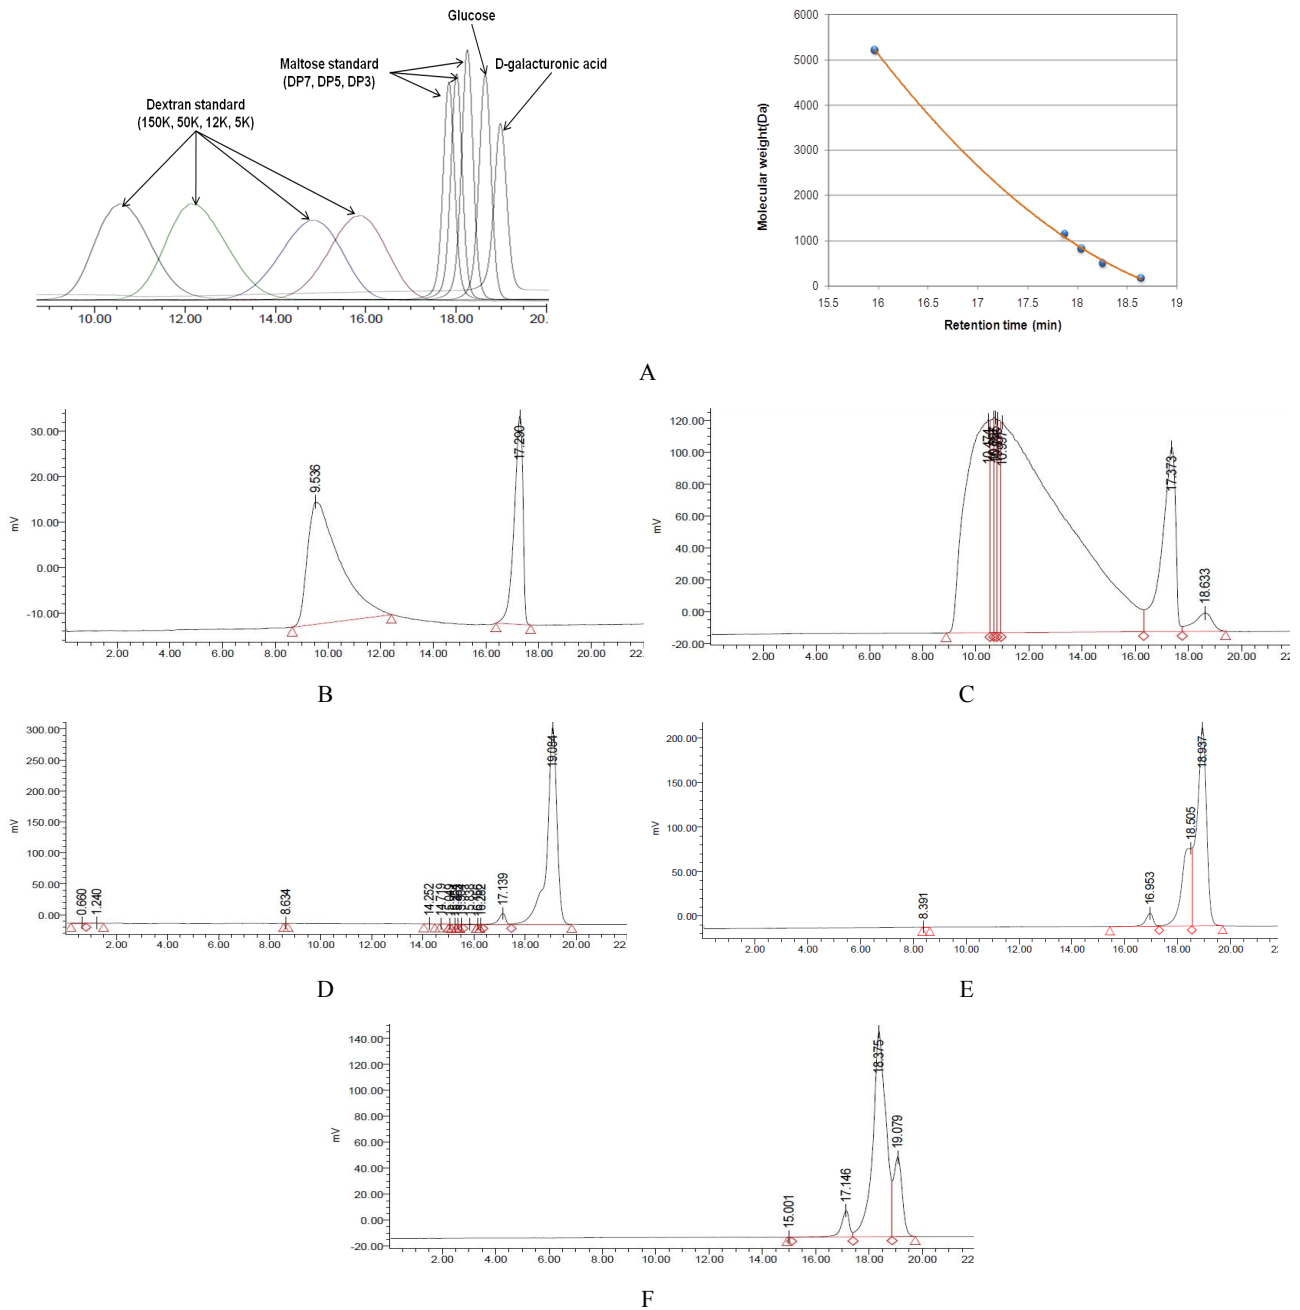 Glucose
Maltose standard
(DP7, DP5, DP3)
D-galacturonic acid
Dextran standard
(150K, 50K, 12K, 5K)
10.00 12.00 14.00 16.00 18.00 20.
Molecular weight(Da)
6000
5000
4000
3000
2000
1000
0
15.5 16 16.5 17 17.5 18 18.5 19
Retention time (min)
A
mV
30.00
20.00
10.00
0.00
-10.00
9.536
17.290
2.00 4.00 6.00 8.00 10.00 12.00 14.00 16.00 18.00 20.00 22.
B
mV
120.00
100.00
80.00
60.00
40.00
20.00
0.00
-20.00
10.474
10.997
17.373
18.633
2.00 4.00 6.00 8.00 10.00 12.00 14.00 16.00 18.00 20.00 22.
C
mV
300.00
250.00
200.00
150.00
100.00
50.00
0.00
0.660
1.240
8.634
14.252
14.719
15.838
17.139
19.084
2.00 4.00 6.00 8.00 10.00 12.00 14.00 16.00 18.00 20.00
D
mV
200.00
150.00
100.00
50.00
0.00
8.391
16.953
18.505
18.937
2.00 4.00 6.00 8.00 10.00 12.00 14.00 16.00 18.00 20.00
E
mV
140.00
120.00
100.00
80.00
60.00
40.00
20.00
0.00
-20.00
15.001
17.146
18.375
19.079
2.00 4.00 6.00 8.00 10.00 12.00 14.00 16.00 18.00 20.00 22
F